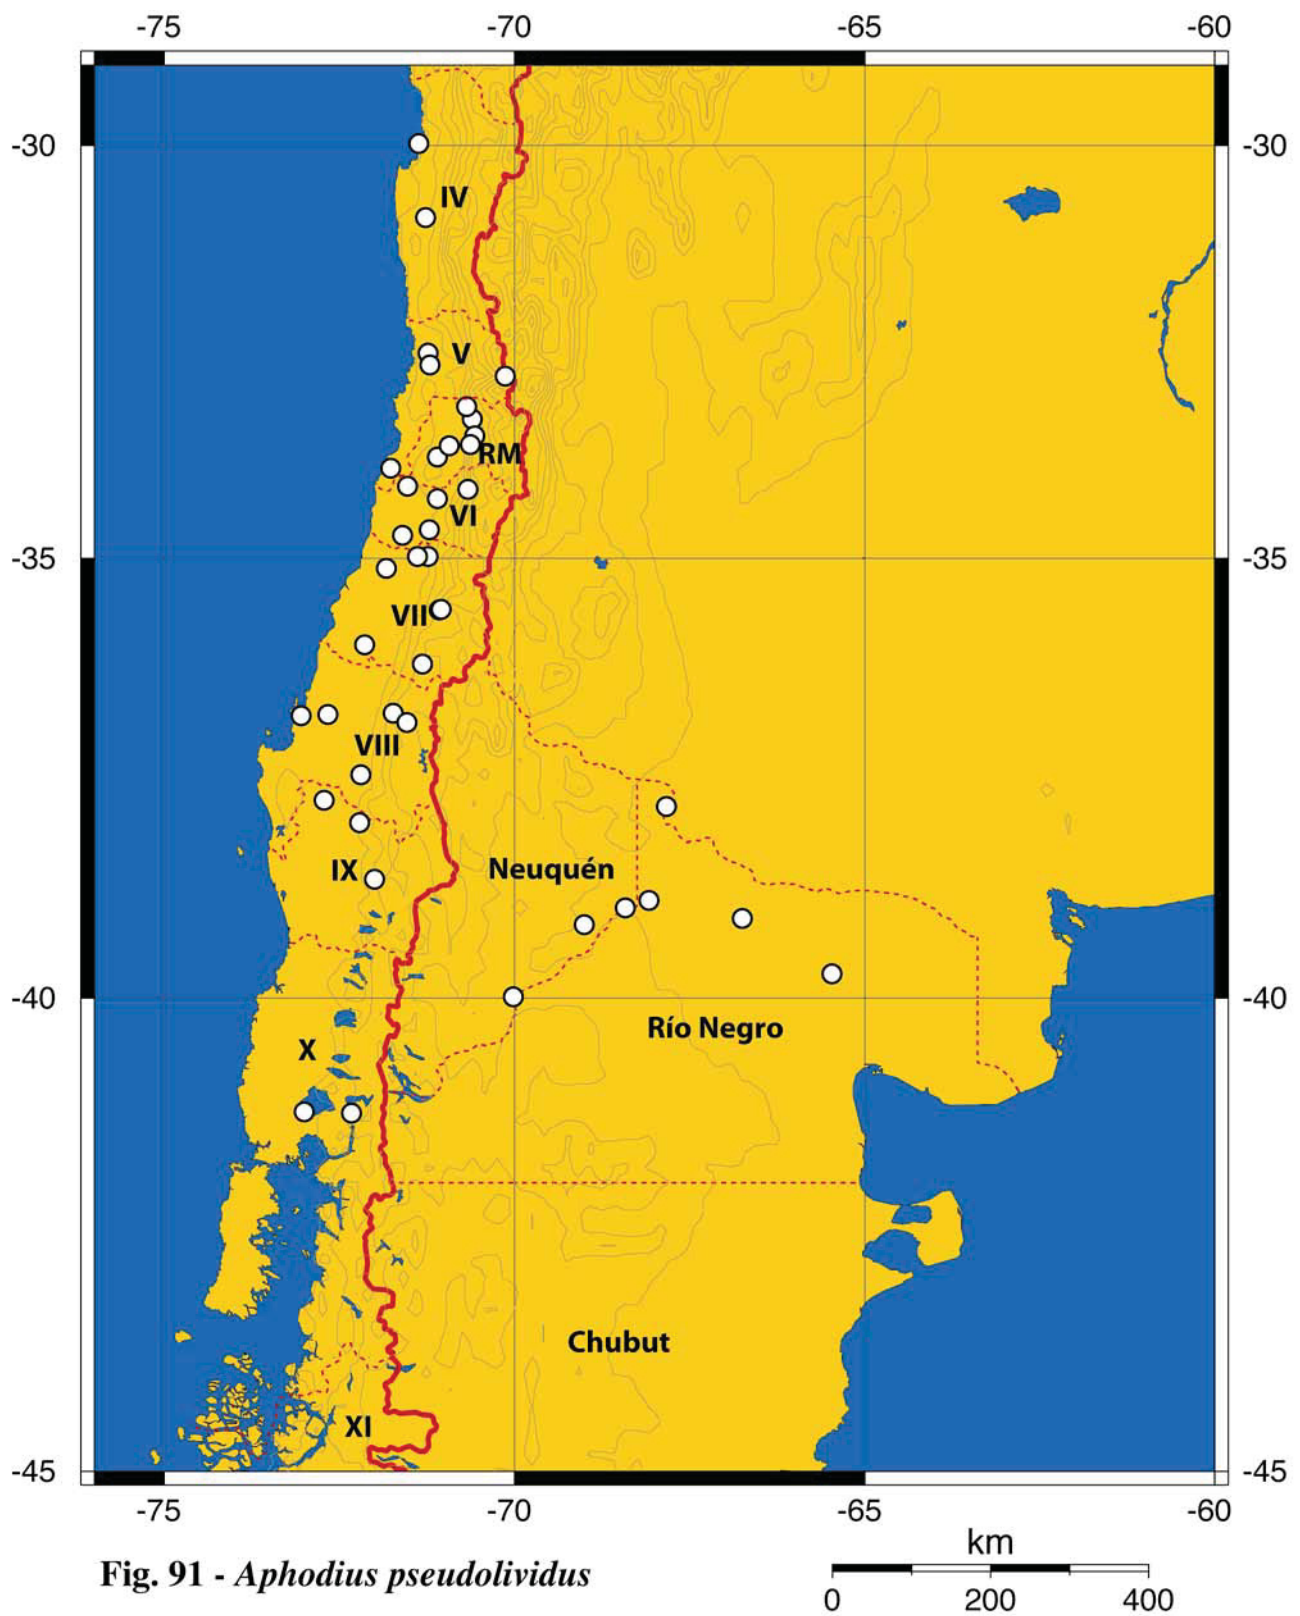 -75 -70 -65 -60
-30 -30
IV
V
RM
VI
-35 -35
VII
VIII
IX Neuquén
-40 -40
Río Negro
X
Chubut
XI
-45 -45
-75 -70 -65 -60
km
Fig. 91 - Aphodius pseudolividus
0 200 400